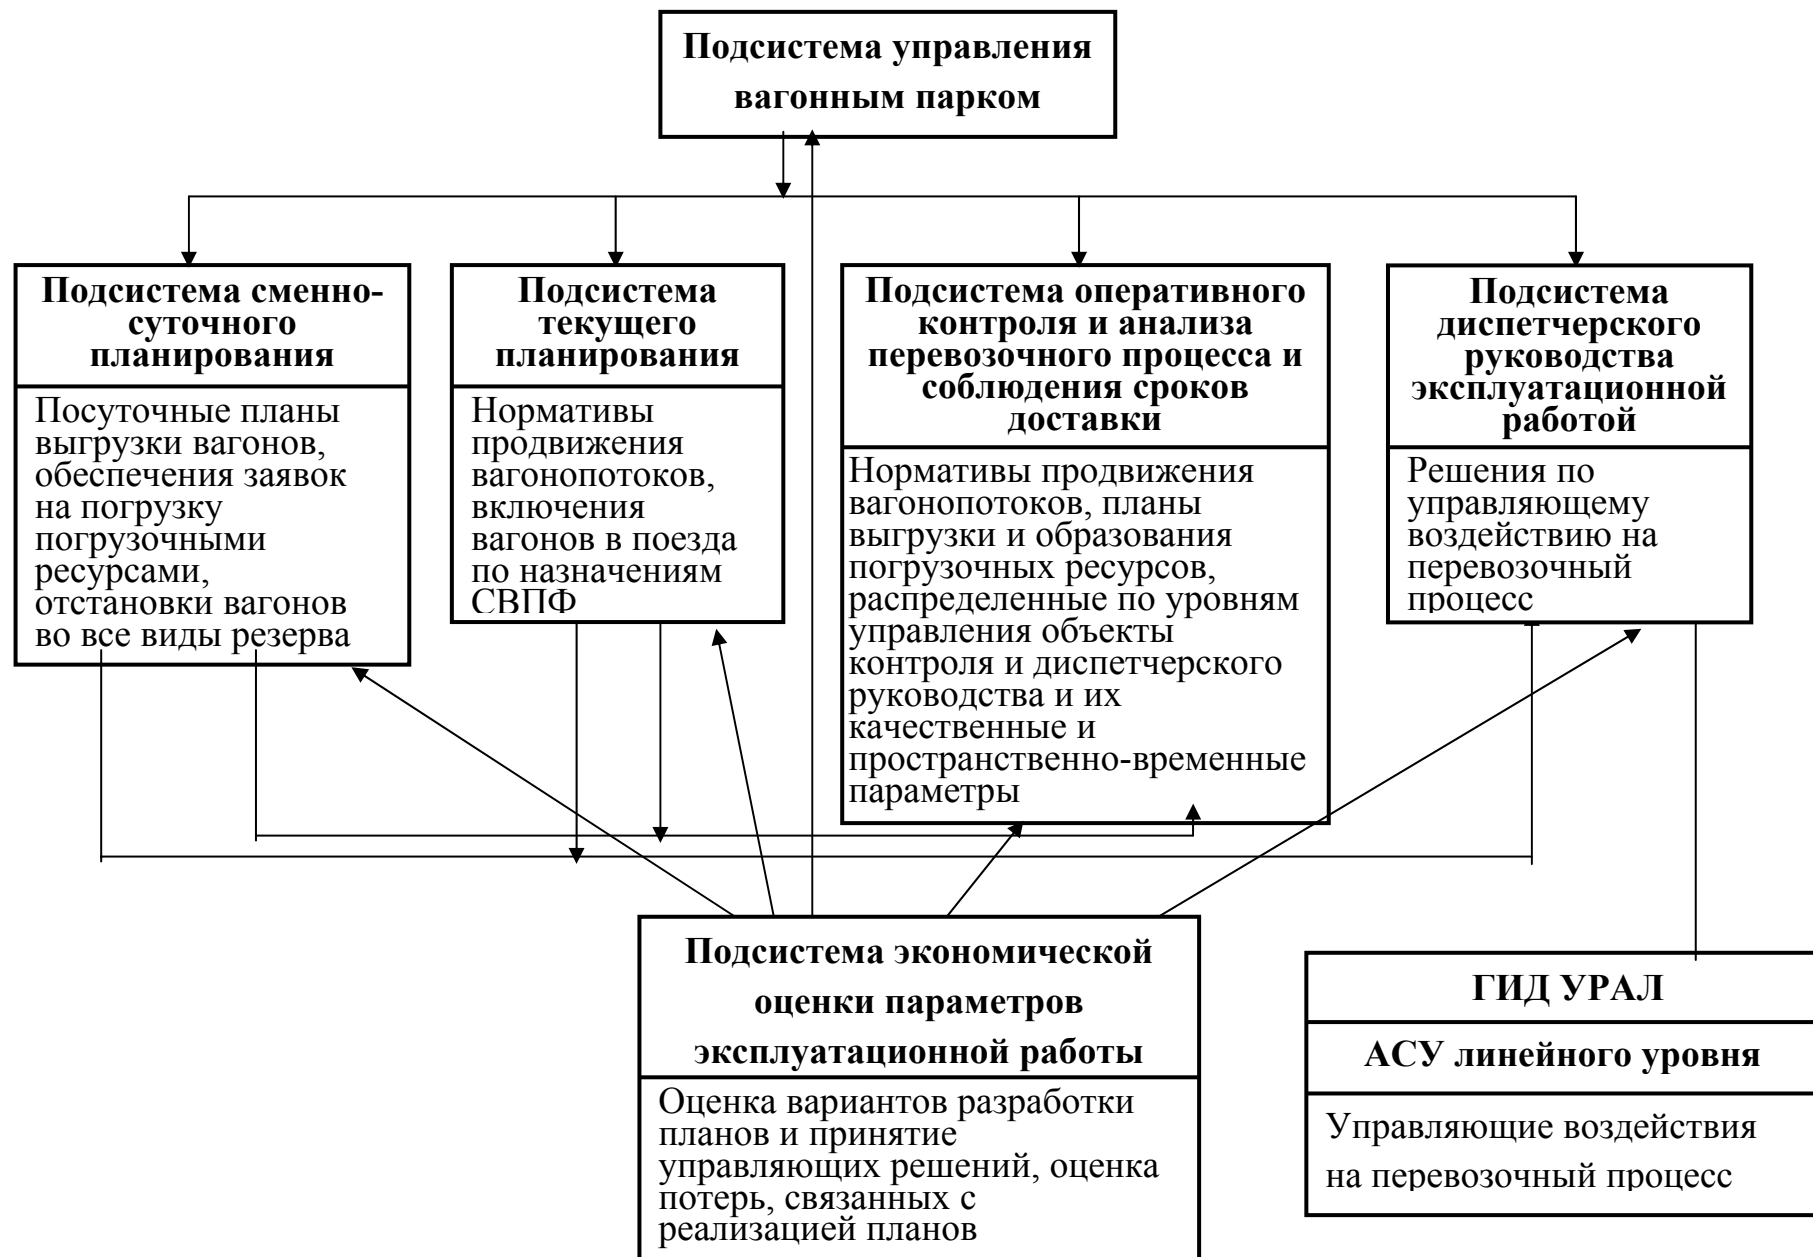 Подсистема управления
вагонным парком
Подсистема сменно-
суточного
планирования
Посуточные планы
выгрузки вагонов,
обеспечения заявок
на погрузку
погрузочными
ресурсами,
отстановки вагонов
во все виды резерва
Подсистема
текущего
планирования
Нормативы
продвижения
вагонопотоков,
включения
вагонов в поезда
по назначениям
СВПФ
Подсистема оперативного
контроля и анализа
перевозочного процесса и
соблюдения сроков
доставки
Нормативы продвижения
вагонопотоков, планы
выгрузки и образования
погрузочных ресурсов,
распределенные по уровням
управления объекты
контроля и диспетчерского
руководства и их
качественные и
пространственно-временные
параметры
Подсистема
диспетчерского
руководства
эксплуатационной
работой
Решения по
управляющему
воздействию на
перевозочный
процесс
Подсистема экономической
оценки параметров
эксплуатационной работы
Оценка вариантов разработки
планов и принятие
управляющих решений, оценка
потерь, связанных с
реализацией планов
ГИД УРАЛ
АСУ линейного уровня
Управляющие воздействия
на перевозочный процесс